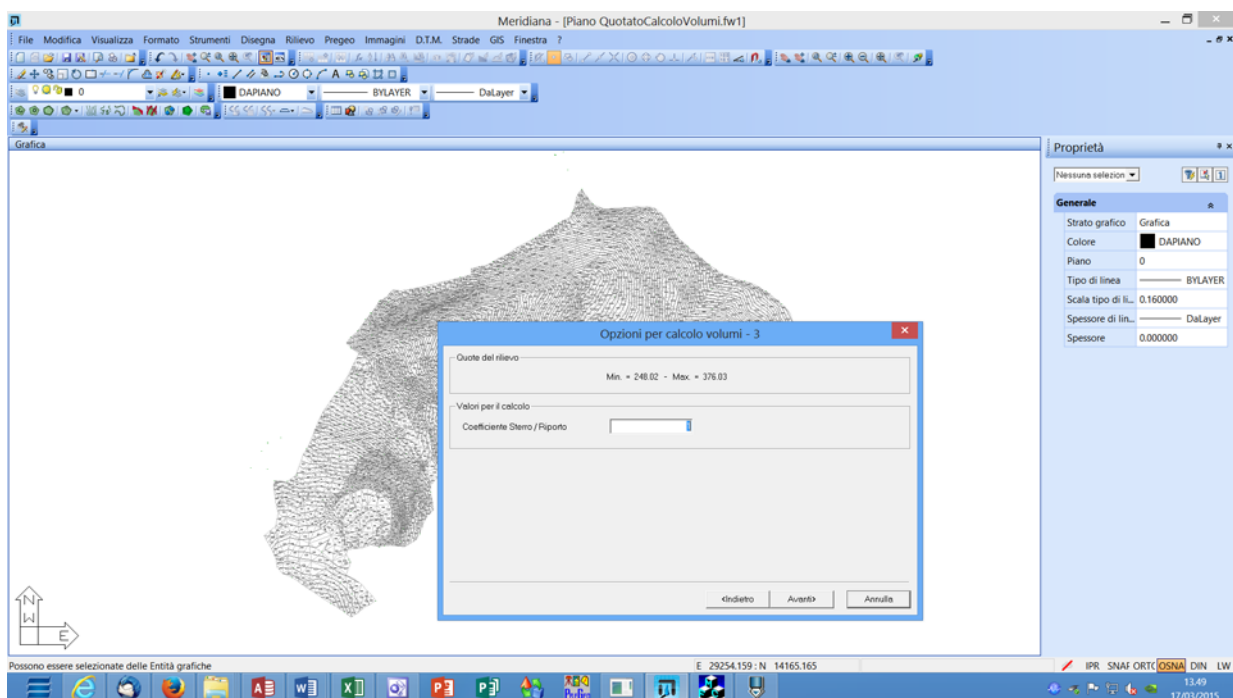 Meridiana - [Piano QuotatoCalcoloVolumi.fw1]
File Modifica Visualizza Formato Strumenti Disegna Rilievo Pregeo Immagini D.T.M. Strade GIS Finestra ?
0 DAPIANO BYLAYER DaLayer
Grafica
Proprietà
Nessuna selezion
Generale
Strato grafico Grafica
Colore DAPIANO
Piano 0
Tipo di linea BYLAYER
Scala tipo di li... 0.160000
Spessore di lin... DaLayer
Spessore 0.000000
Opzioni per calcolo volumi - 3
Quote del rilievo
Min. = 248.02 - Max. = 376.03
Valori per il calcolo
Coefficiente Sterro / Riporto 1
<Indietro Avanti> Annulla
N
W
E
Possono essere selezionate delle Entità grafiche
E 29254.159 : N 14165.165
IPR SNAF ORTC OSNA DIN LW
13.49
17/03/2015